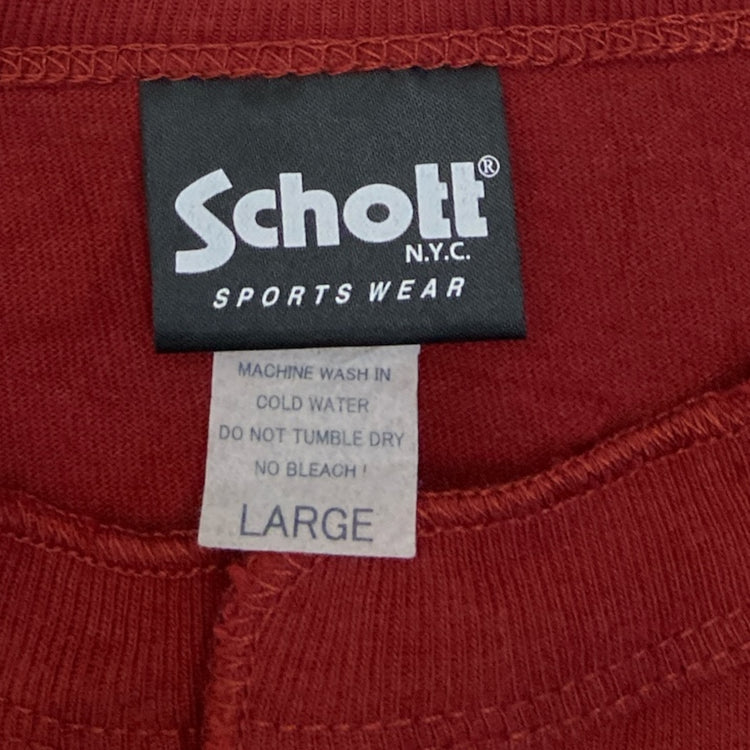 Schott®
N.Y.C.
SPORTS WEAR
MACHINE WASH IN
COLD WATER
DO NOT TUMBLE DRY
NO BLEACH !
LARGE